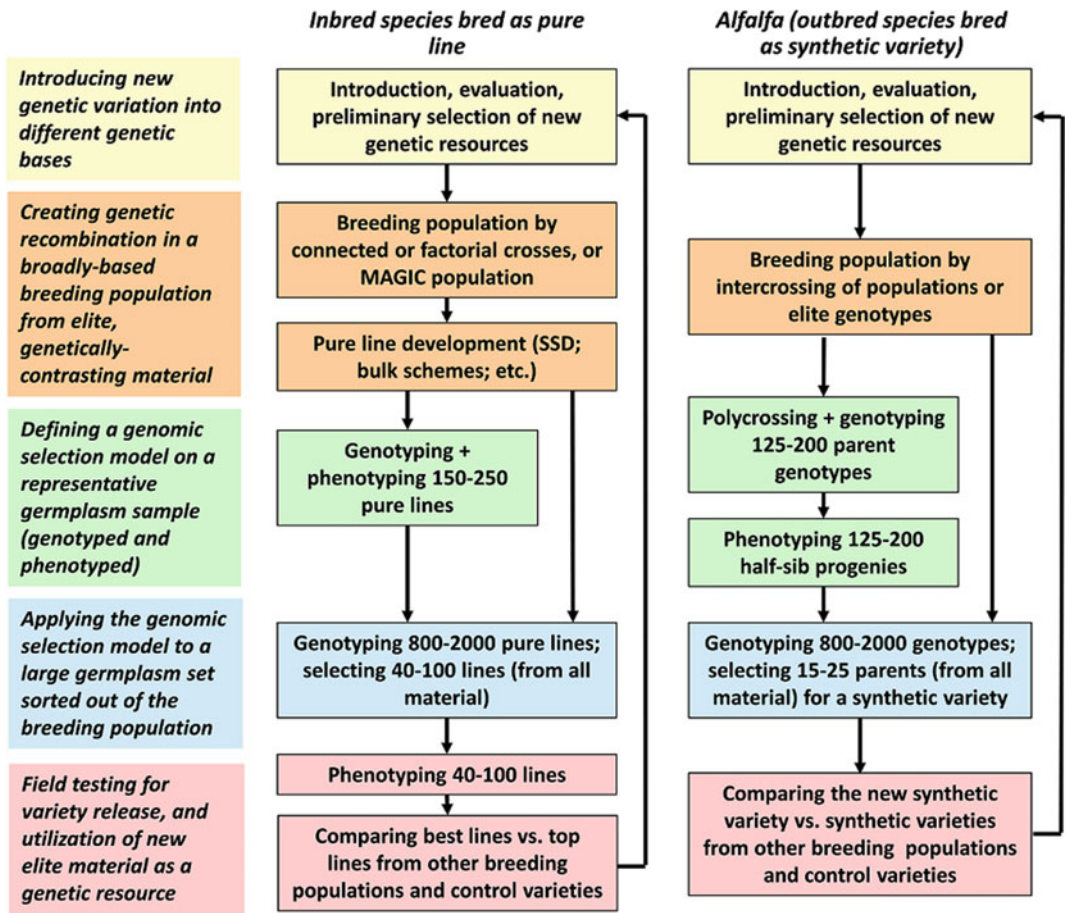 Inbred species bred as pure
line
Alfalfa (outbred species bred
as synthetic variety)
Introducing new
genetic variation into
different genetic
bases
Introduction, evaluation,
preliminary selection of new
genetic resources
Introduction, evaluation,
preliminary selection of new
genetic resources
Creating genetic
recombination in a
broadly-based
breeding population
from elite,
genetically-
contrasting material
Breeding population by
connected or factorial crosses, or
MAGIC population
Pure line development (SSD;
bulk schemes; etc.)
Breeding population by
intercrossing of populations or
elite genotypes
Defining a genomic
selection model on a
representative
germplasm sample
(genotyped and
phenotyped)
Genotyping +
phenotyping 150-250
pure lines
Polycrossing + genotyping
125-200 parent
genotypes
Phenotyping 125-200
half-sib progenies
Applying the genomic
selection model to a
large germplasm set
sorted out of the
breeding population
Genotyping 800-2000 pure lines;
selecting 40-100 lines (from all
material)
Genotyping 800-2000 genotypes;
selecting 15-25 parents (from all
material) for a synthetic variety
Field testing for
variety release, and
utilization of new
elite material as a
genetic resource
Phenotyping 40-100 lines
Comparing best lines vs. top
lines from other breeding
populations and control varieties
Comparing the new synthetic
variety vs. synthetic varieties
from other breeding populations
and control varieties